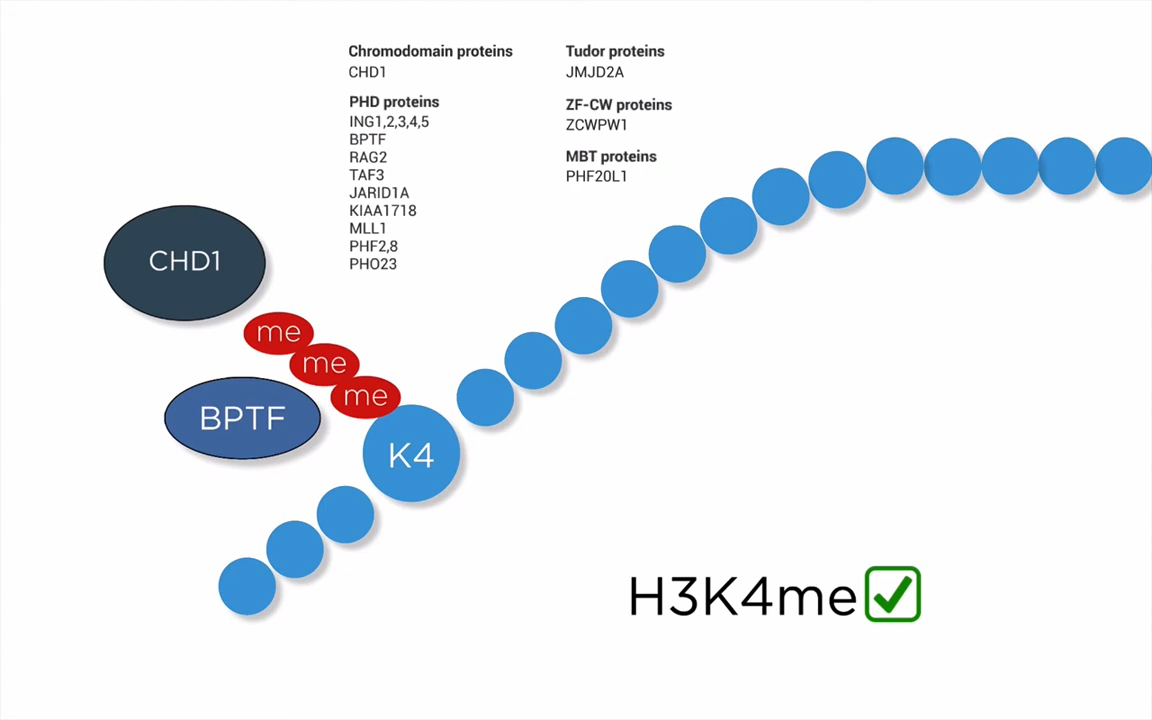 Chromodomain proteins
CHD1
PHD proteins
ING1,2,3,4,5
BPTF
RAG2
TAF3
JARID1A
KIAA1718
MLL1
PHF2,8
PHO23
Tudor proteins
JMJD2A
ZF-CW proteins
ZCWPW1
MBT proteins
PHF20L1
CHD1
me
me
me
BPTF
K4
H3K4me